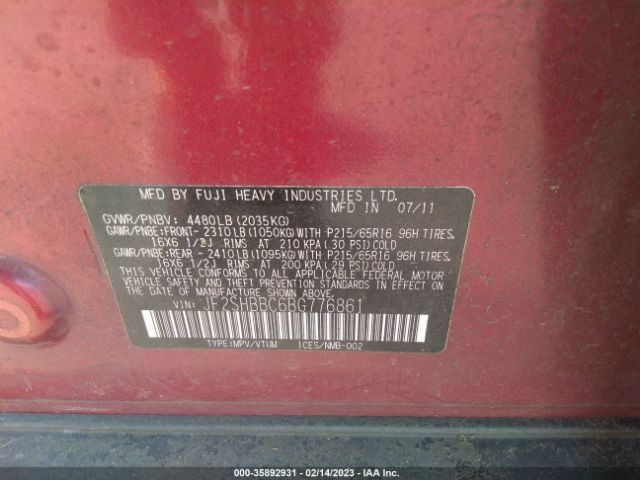 MFD BY FUJI HEAVY INDUSTRIES LTD.
MFD IN 07/11
GVWR/PNBV: 4480LB (2035KG)
GAWR/PNBE:FRONT- 2310LB (1050KG) WITH P215/65R16 96H TIRES.
16X6 1/2J RIMS AT 210 KPA (30 PSI) COLD
GAWR/PNBE:REAR - 2410LB (1095KG) WITH P215/65R16 96H TIRES.
16X6 1/2J RIMS AT 200 KPA (29 PSI) COLD
THIS VEHICLE CONFORMS TO ALL APPLICABLE FEDERAL MOTOR
VEHICLE SAFETY STANDARDS IN EFFECT ON THE
DATE OF MANUFACTURE SHOWN ABOVE.
VIN: JF2SHBBC6BG776861
TYPE:MPV/VTUM ICES/NMB-002
000-35892931 - 02/14/2023 - IAA Inc.